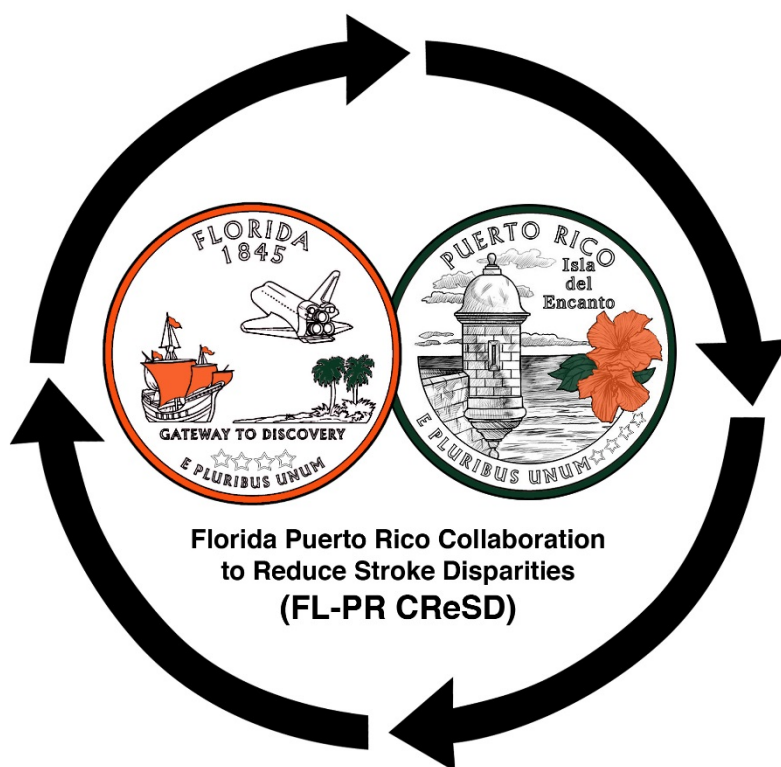 FLORIDA
1845
GATEWAY TO DISCOVERY
E PLURIBUS UNUM
PUERTO RICO
Isla
del
Encanto
E PLURIBUS UNUM
Florida Puerto Rico Collaboration
to Reduce Stroke Disparities
(FL-PR CReSD)